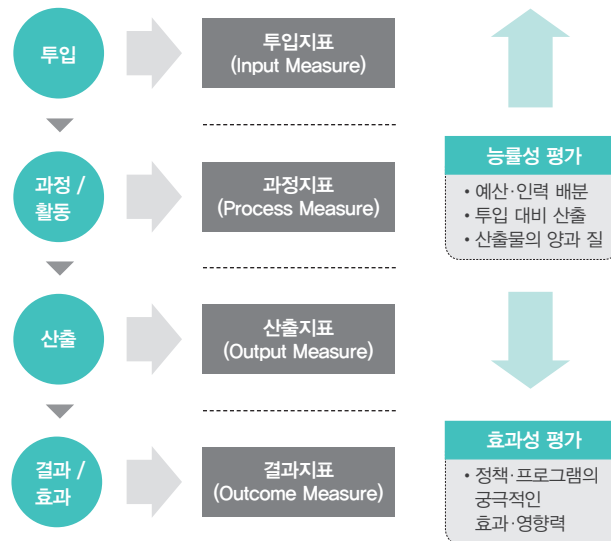 투입
투입지표
(Input Measure)
과정 /
활동
과정지표
(Process Measure)
능률성 평가
• 예산·인력 배분
• 투입 대비 산출
• 산출물의 양과 질
산출
산출지표
(Output Measure)
결과 /
효과
결과지표
(Outcome Measure)
효과성 평가
• 정책·프로그램의
궁극적인
효과·영향력